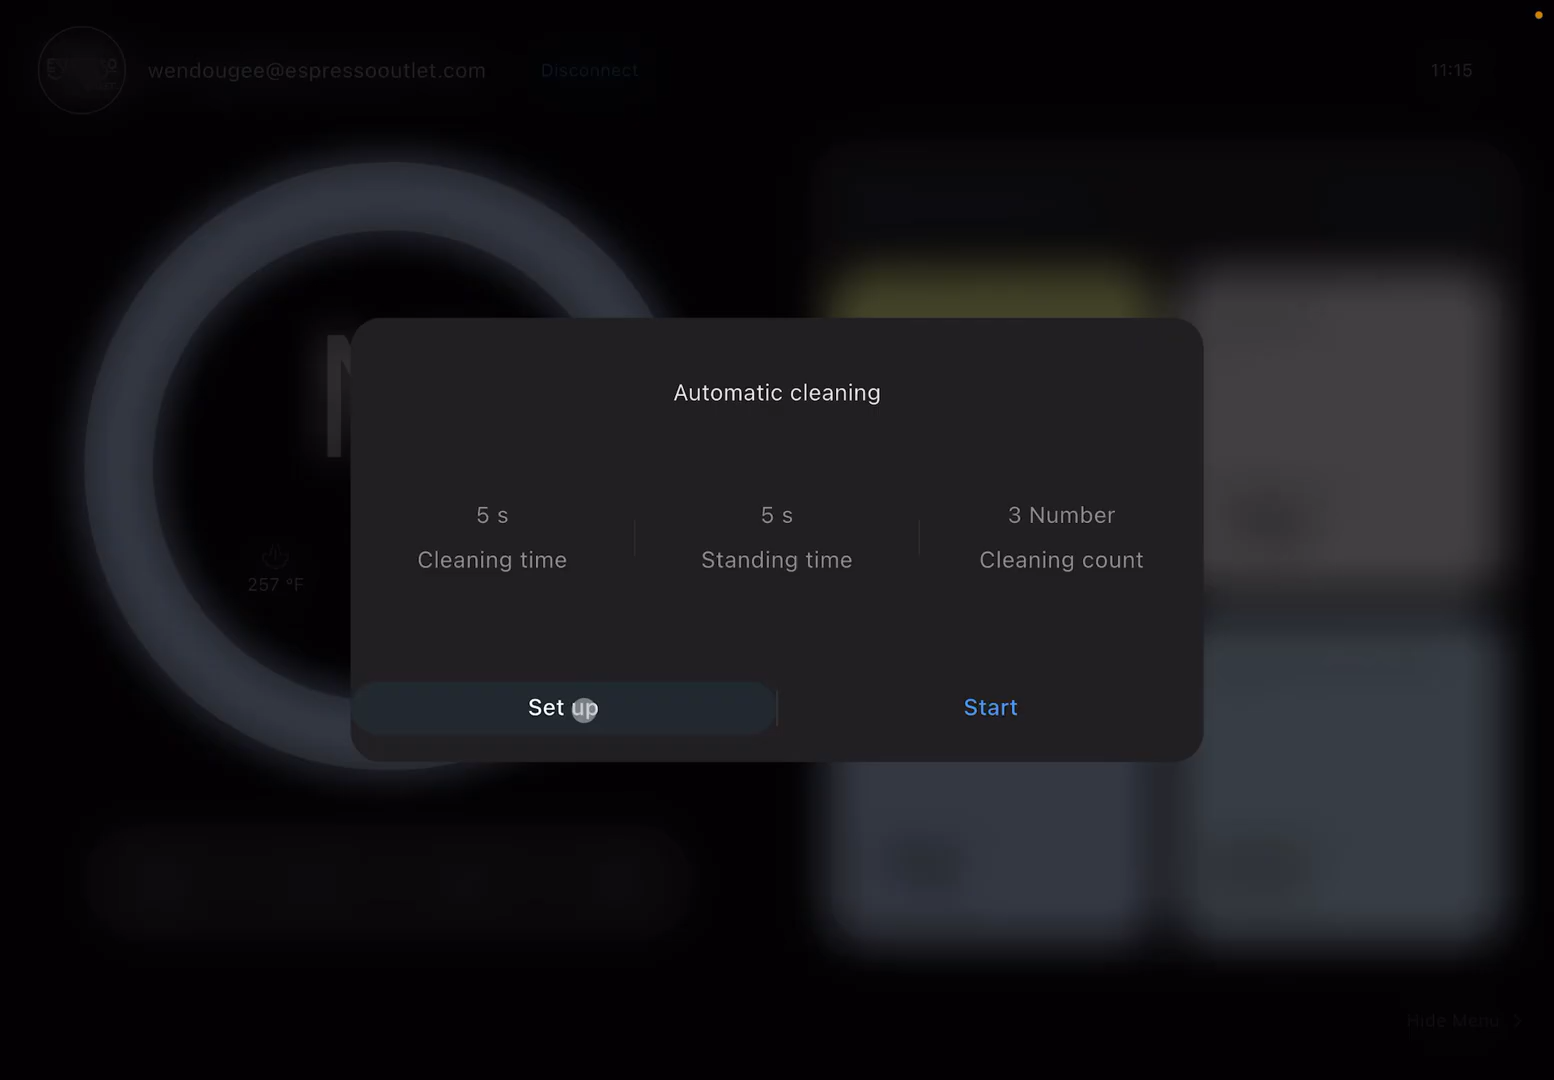 wendougee@espressooutlet.com
Disconnect
11:15
Automatic cleaning
5 s
5 s
3 Number
Cleaning time
Standing time
Cleaning count
257 °F
Set up
Start
Hide Menu